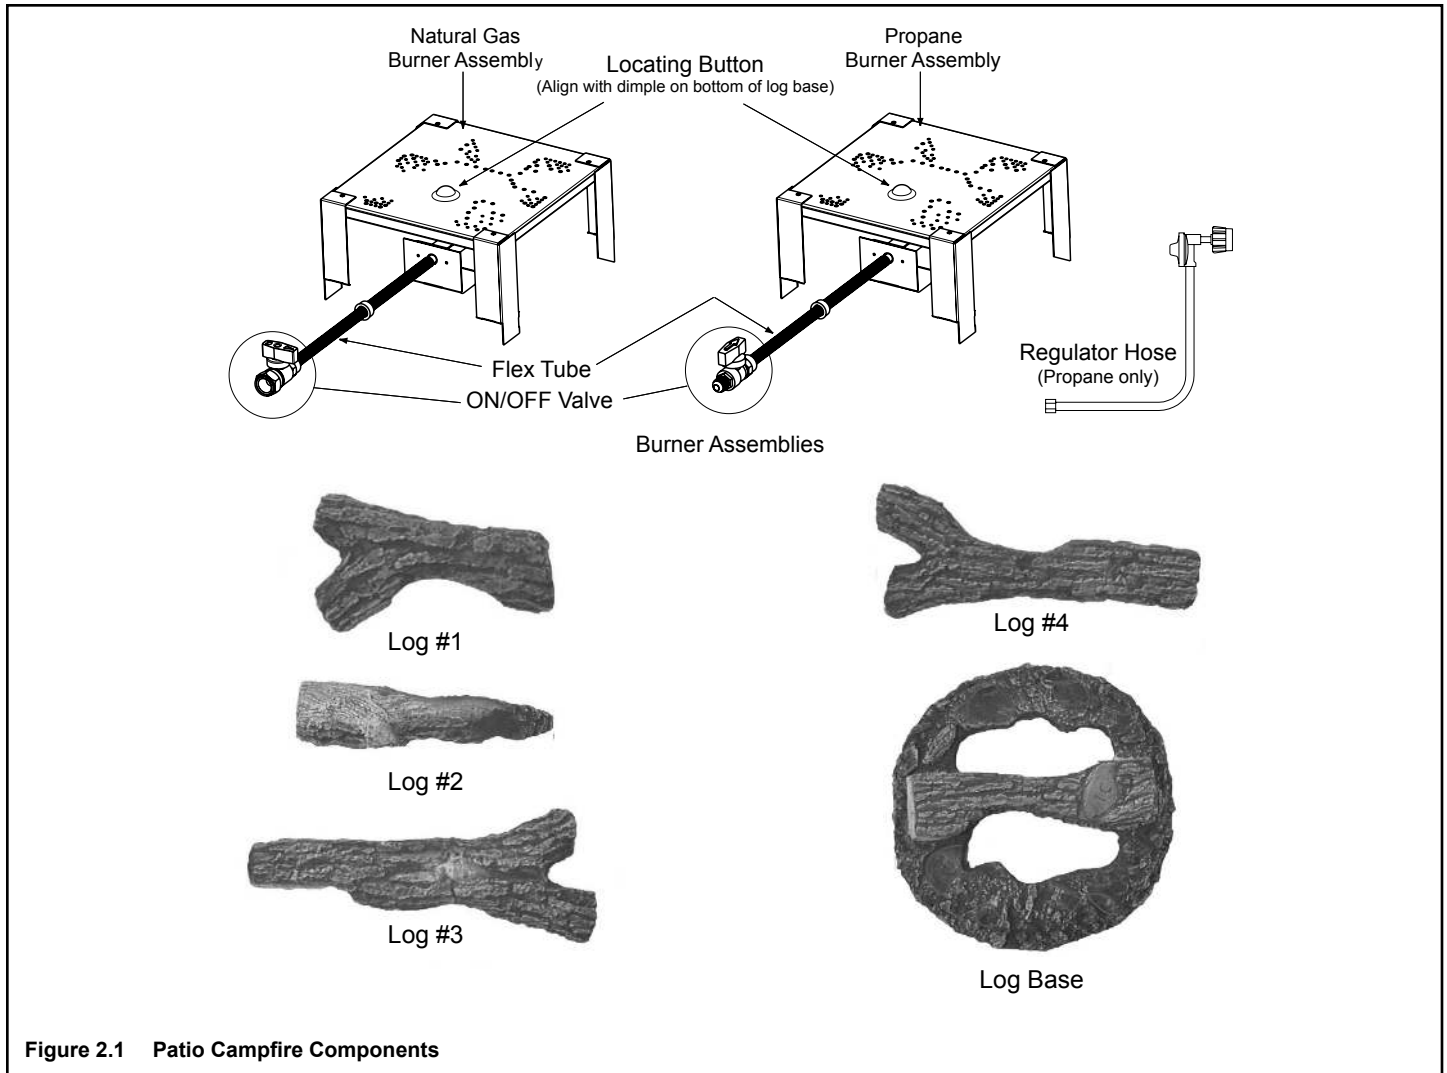 Natural Gas
Burner Assembly
Locating Button
(Align with dimple on bottom of log base)
Propane
Burner Assembly
Flex Tube
ON/OFF Valve
Regulator Hose
(Propane only)
Burner Assemblies
Log #1
Log #4
Log #2
Log #3
Log Base
Figure 2.1 Patio Campfire Components